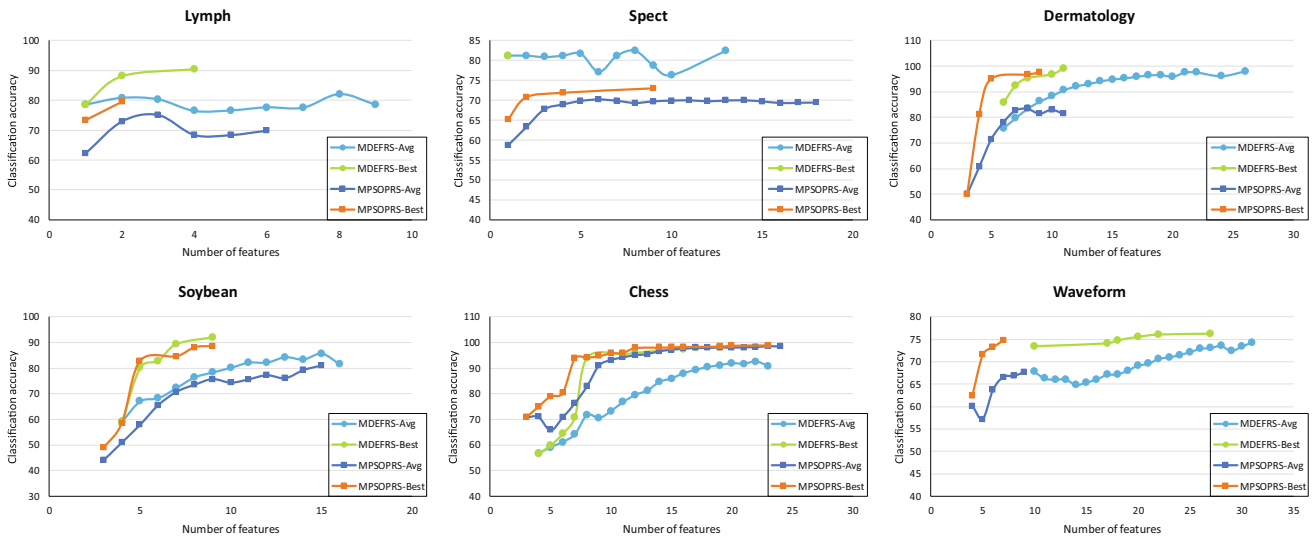 Lymph
100
90
80
70
60
50
40
0
2
4
6
8
10
Classification accuracy
Number of features
MDEFRS-Avg
MDEFRS-Best
MPSOPRS-Avg
MPSOPRS-Best
Spect
85
80
75
70
65
60
55
50
45
40
0
5
10
15
20
Classification accuracy
Number of features
MDEFRS-Avg
MDEFRS-Best
MPSOPRS-Avg
MPSOPRS-Best
Dermatology
110
100
90
80
70
60
50
40
0
5
10
15
20
25
30
Classification accuracy
Number of features
MDEFRS-Avg
MDEFRS-Best
MPSOPRS-Avg
MPSOPRS-Best
Soybean
100
90
80
70
60
50
40
30
0
5
10
15
20
Classification accuracy
Number of features
MDEFRS-Avg
MDEFRS-Best
MPSOPRS-Avg
MPSOPRS-Best
Chess
110
100
90
80
70
60
50
40
0
5
10
15
20
25
30
Classification accuracy
Number of features
MDEFRS-Avg
MDEFRS-Best
MPSOPRS-Avg
MPSOPRS-Best
Waveform
80
75
70
65
60
55
50
45
40
0
5
10
15
20
25
30
35
Classification accuracy
Number of features
MDEFRS-Avg
MDEFRS-Best
MPSOPRS-Avg
MPSOPRS-Best